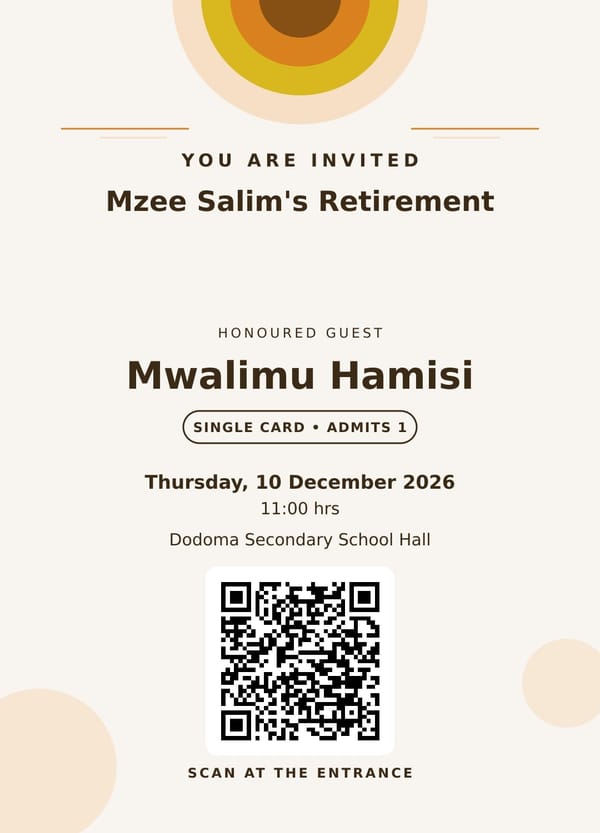 YOU ARE INVITED
Mzee Salim's Retirement
HONOURED GUEST
Mwalimu Hamisi
SINGLE CARD • ADMITS 1
Thursday, 10 December 2026
11:00 hrs
Dodoma Secondary School Hall
SCAN AT THE ENTRANCE